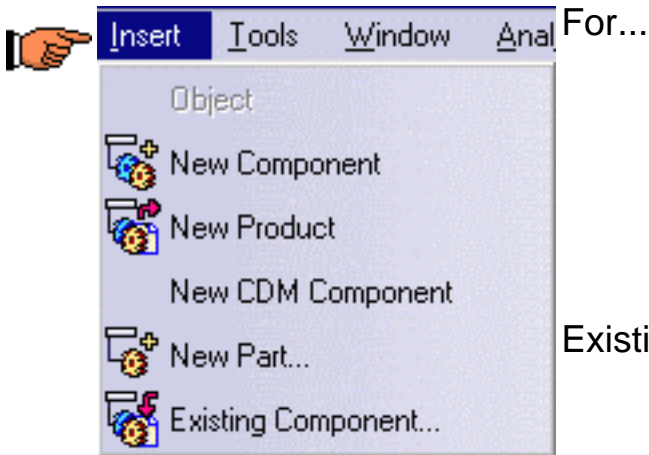 Insert Tools Window Anal For...
Object
New Component
New Product
New CDM Component
New Part... Existi
Existing Component...